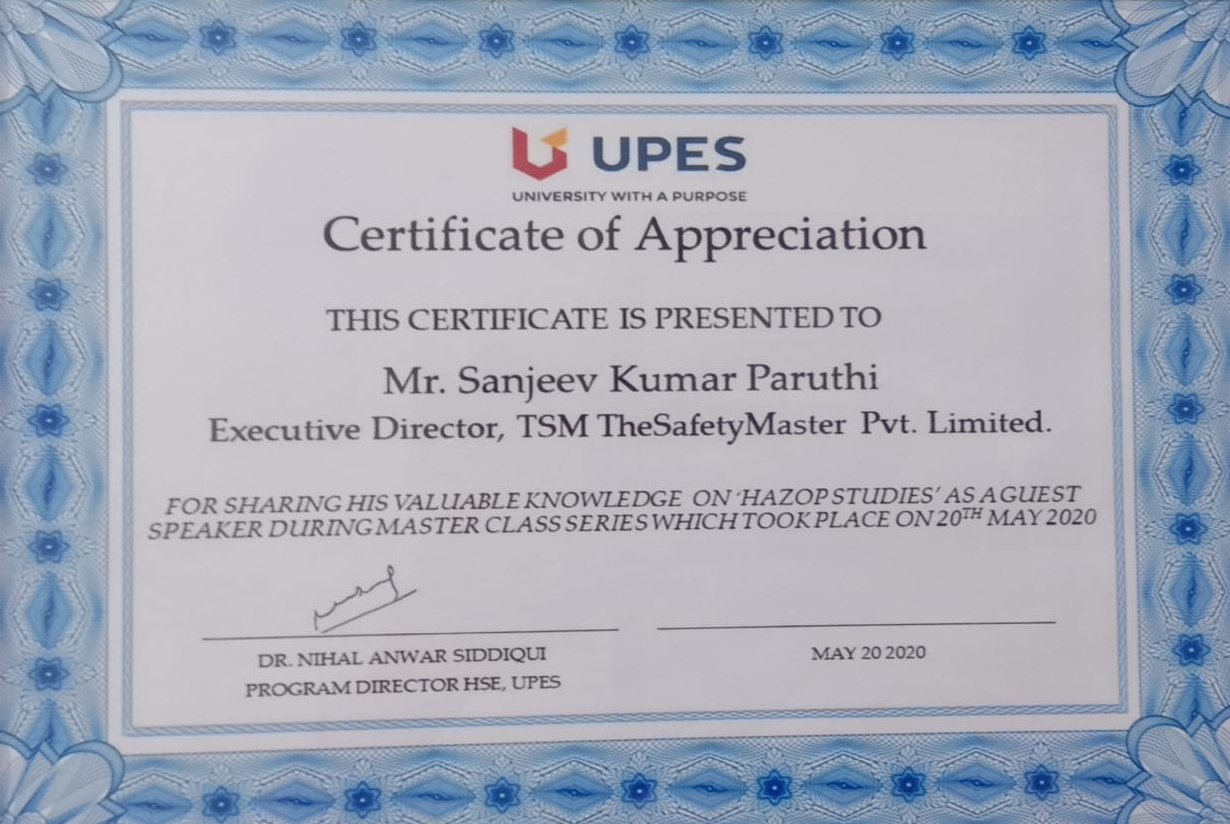 UPES
UNIVERSITY WITH A PURPOSE
Certificate of Appreciation
THIS CERTIFICATE IS PRESENTED TO
Mr. Sanjeev Kumar Paruthi
Executive Director, TSM TheSafetyMaster Pvt. Limited.
FOR SHARING HIS VALUABLE KNOWLEDGE ON 'HAZOP STUDIES' AS A GUEST
SPEAKER DURING MASTER CLASS SERIES WHICH TOOK PLACE ON 20TH MAY 2020
DR. NIHAL ANWAR SIDDIQUI
PROGRAM DIRECTOR HSE, UPES
MAY 20 2020